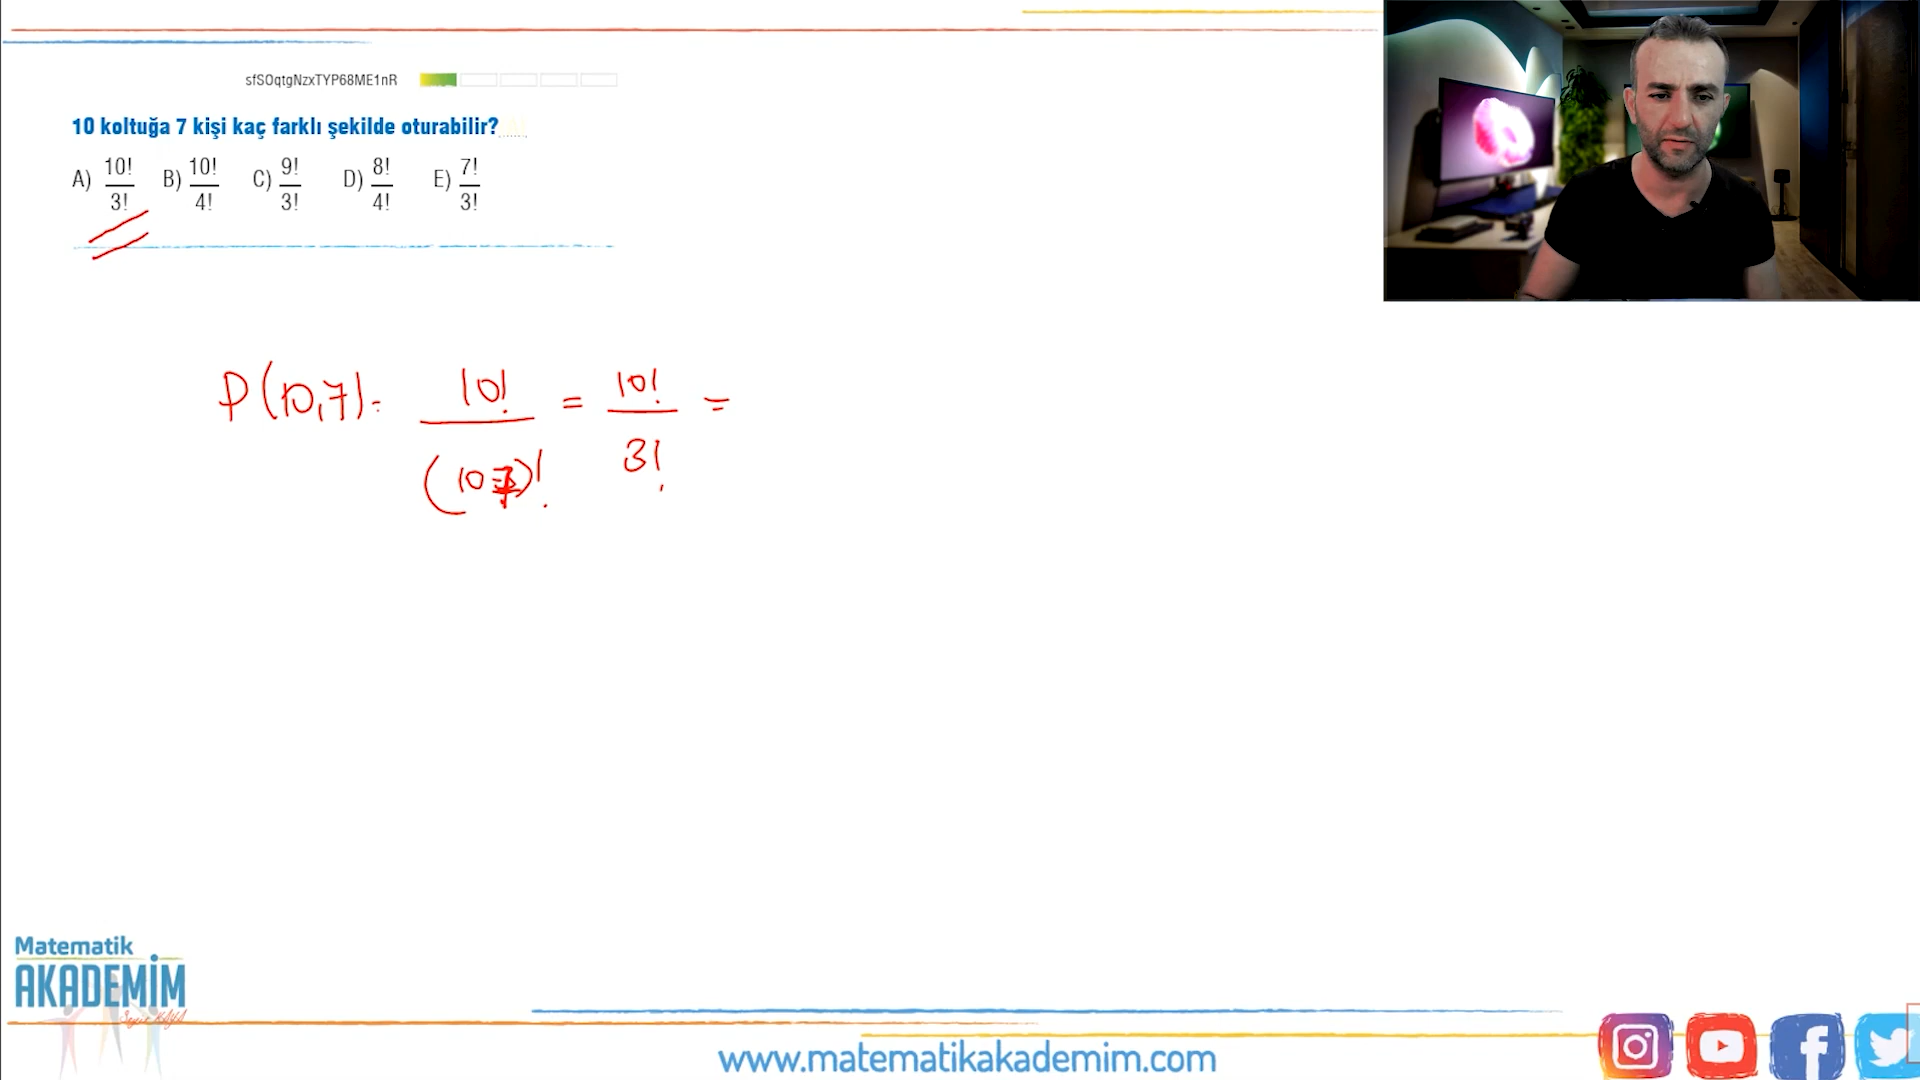 sfSOqtgNzxTYP68ME1nR
10 koltuğa 7 kişi kaç farklı şekilde oturabilir?
A) 10!/3! B) 10!/4! C) 9!/3! D) 8!/4! E) 7!/3!
P(10,7) = 10!/(10-7)! = 10!/3! =
Matematik
AKADEMİM
www.matematikakademim.com